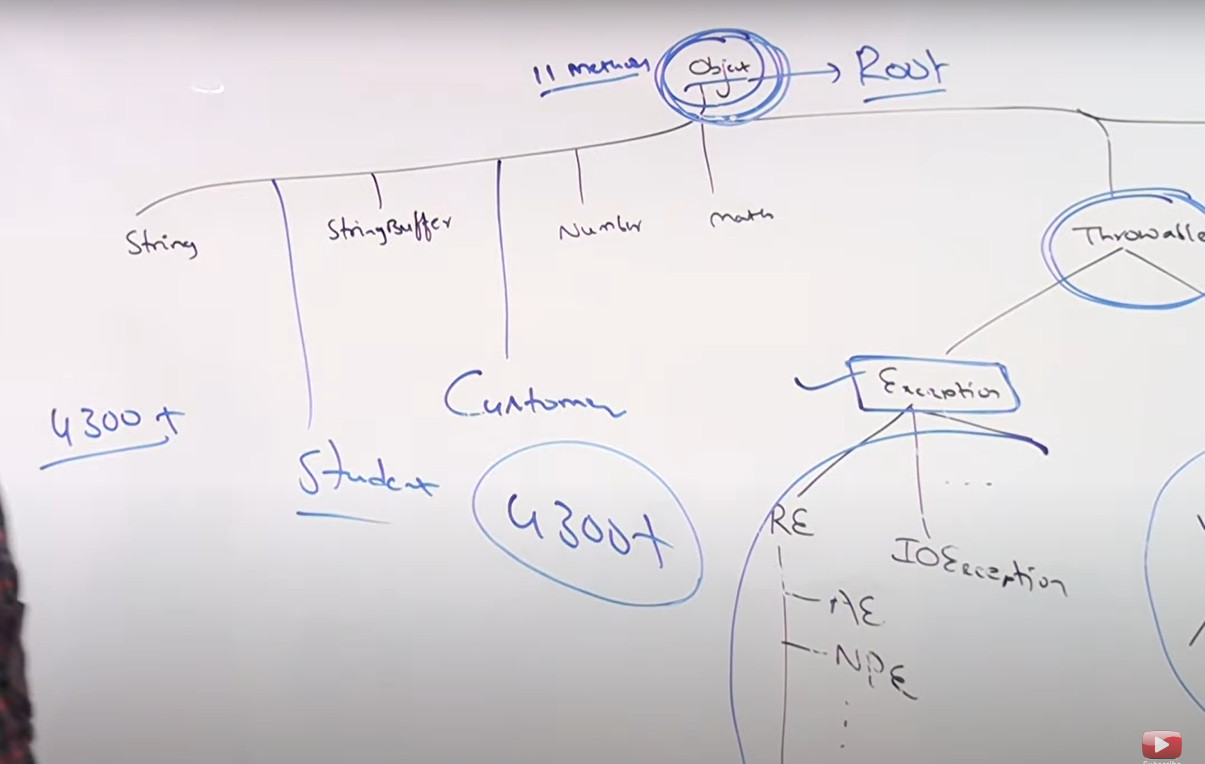 11 methods Object → Root
String StringBuffer Number Math Throwable
Exception
Customer
4300+
Student
4300+
...
RE
IOException
AE
NPE